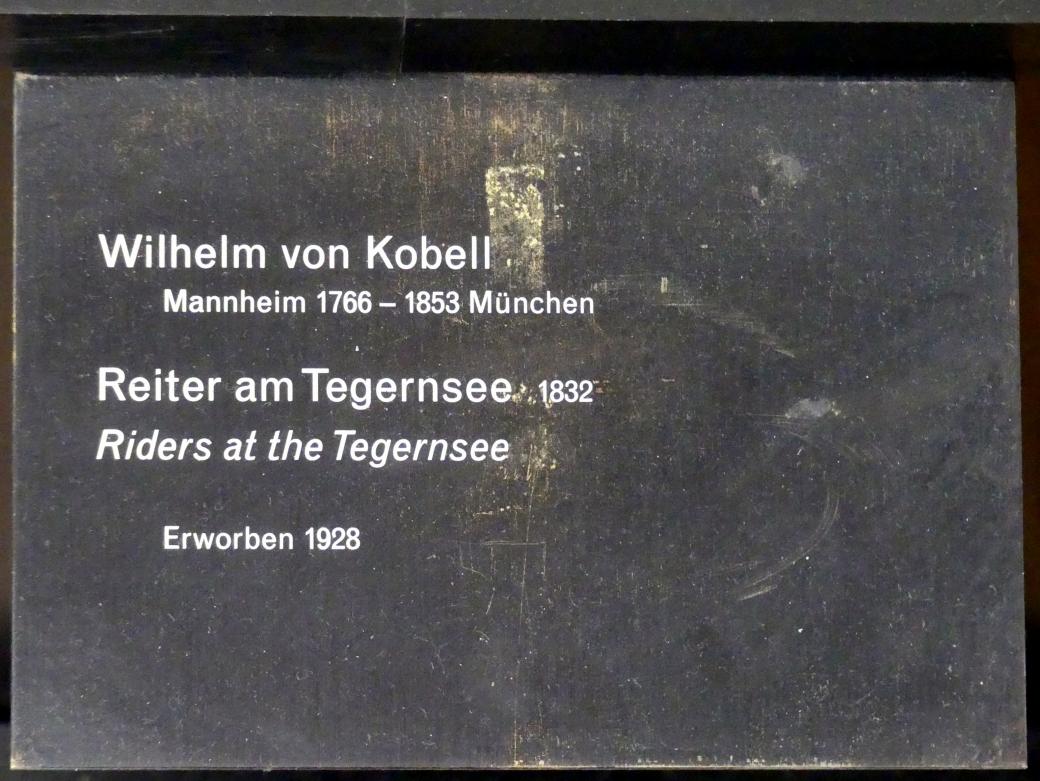 Wilhelm von Kobell
Mannheim 1766 – 1853 München
Reiter am Tegernsee 1832
Riders at the Tegernsee
Erworben 1928